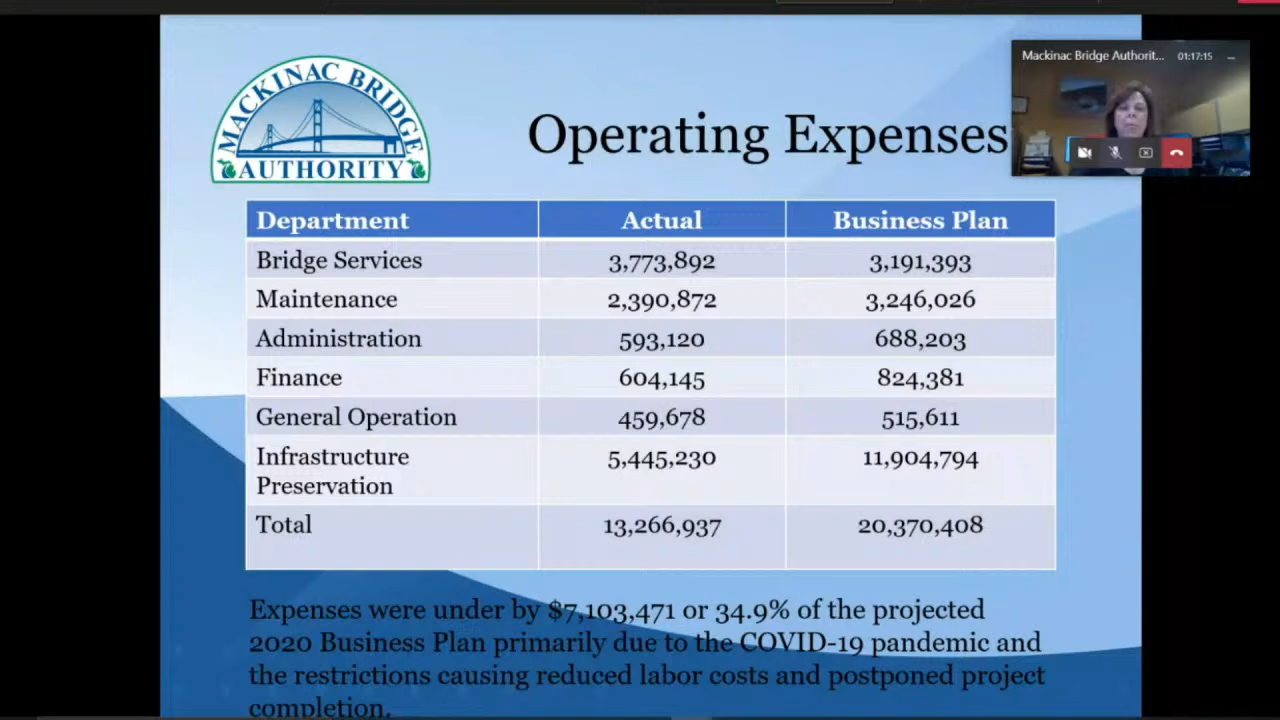 MACKINAC BRIDGE
AUTHORITY
Operating Expenses
Mackinac Bridge Authorit... 01:17:15
Department Actual Business Plan
Bridge Services 3,773,892 3,191,393
Maintenance 2,390,872 3,246,026
Administration 593,120 688,203
Finance 604,145 824,381
General Operation 459,678 515,611
Infrastructure
Preservation 5,445,230 11,904,794
Total 13,266,937 20,370,408
Expenses were under by $7,103,471 or 34.9% of the projected
2020 Business Plan primarily due to the COVID-19 pandemic and
the restrictions causing reduced labor costs and postponed project
completion.